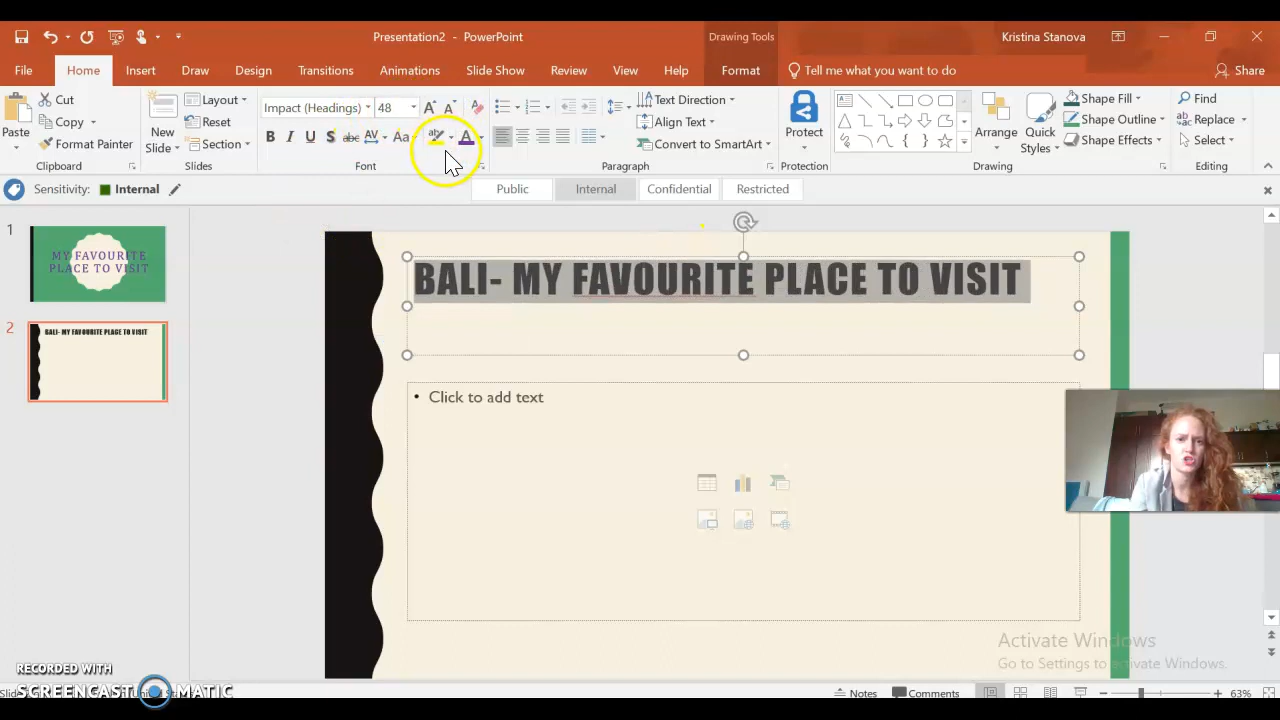 Presentation2 - PowerPoint
Drawing Tools
Kristina Stanova
File
Home
Insert
Draw
Design
Transitions
Animations
Slide Show
Review
View
Help
Format
Tell me what you want to do
Share
Paste
Cut
Copy
Format Painter
Clipboard
New
Slide
Layout
Reset
Section
Slides
Impact (Headings)
48
Font
Text Direction
Align Text
Convert to SmartArt
Paragraph
Protect
Protection
Arrange
Quick
Styles
Shape Fill
Shape Outline
Shape Effects
Drawing
Find
Replace
Select
Editing
Sensitivity:
Internal
Public
Internal
Confidential
Restricted
1
MY FAVOURITE
PLACE TO VISIT
2
BALI- MY FAVOURITE PLACE TO VISIT
BALI- MY FAVOURITE PLACE TO VISIT
• Click to add text
Activate Windows
Go to Settings to activate Windows.
RECORDED WITH
SCREENCAST MATIC
Notes
Comments
63%